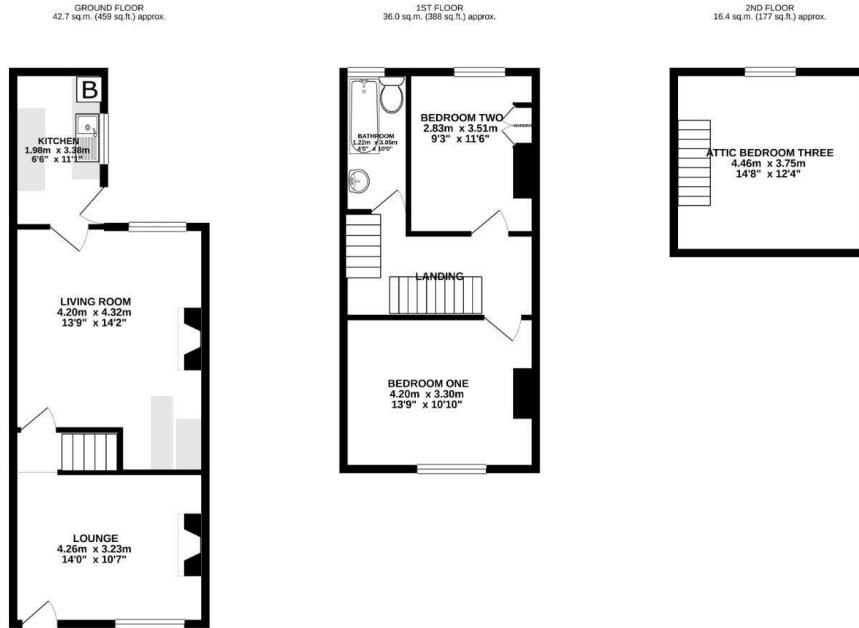 GROUND FLOOR
42.7 sq.m. (459 sq.ft.) approx.
B
KITCHEN
1.98m x 3.38m
6'6" x 11'1"
LIVING ROOM
4.20m x 4.32m
13'9" x 14'2"
LOUNGE
4.26m x 3.23m
14'0" x 10'7"
1ST FLOOR
36.0 sq.m. (388 sq.ft.) approx.
BATHROOM
1.22m x 3.05m
4'0" x 10'0"
BEDROOM TWO
2.83m x 3.51m
9'3" x 11'6"
LANDING
BEDROOM ONE
4.20m x 3.30m
13'9" x 10'10"
2ND FLOOR
16.4 sq.m. (177 sq.ft.) approx.
ATTIC BEDROOM THREE
4.46m x 3.75m
14'8" x 12'4"